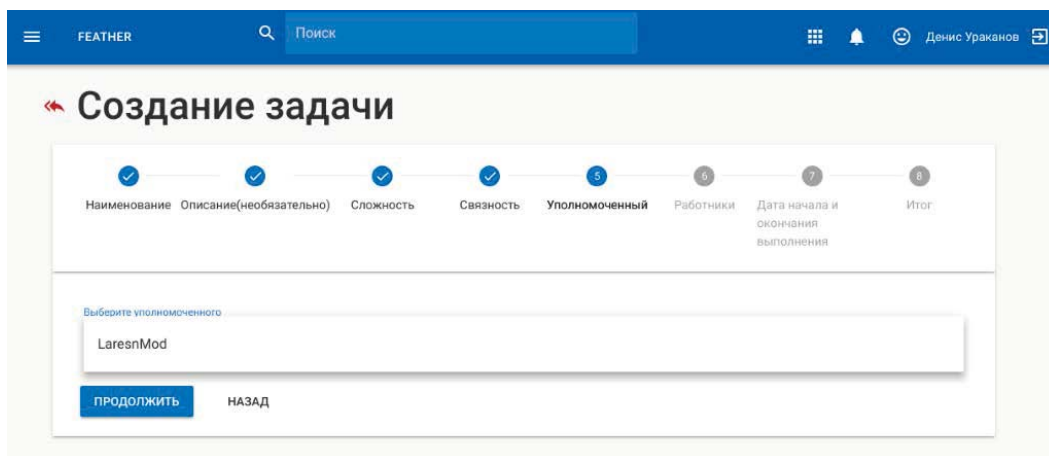 FEATHER Поиск Денис Ураканов
Создание задачи
5 6 7 8
Наименование Описание(необязательно) Сложность Связность Уполномоченный Работники Дата начала и Итог
окончания
выполнения
Выберите уполномоченного
LaresnMod
ПРОДОЛЖИТЬ НАЗАД